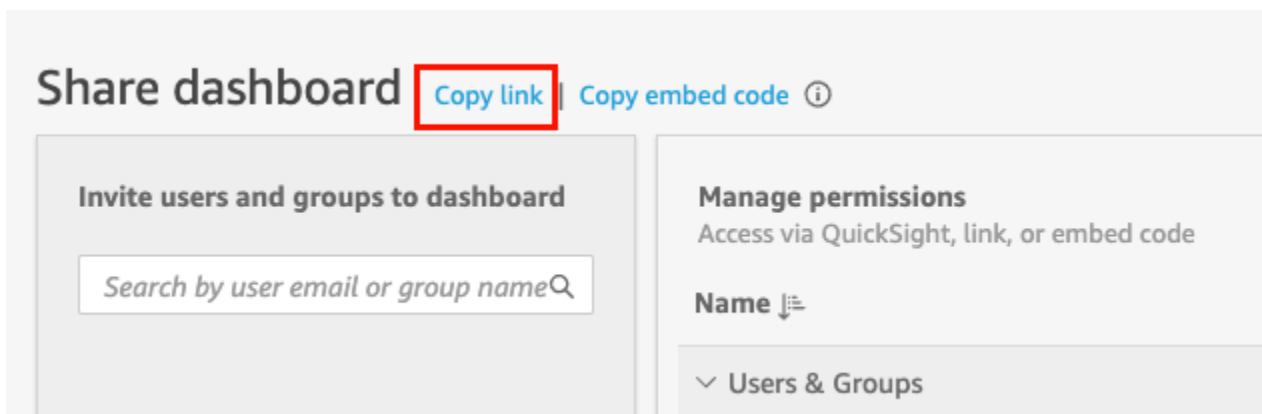 Share dashboard Copy link | Copy embed code
Invite users and groups to dashboard
Search by user email or group name
Manage permissions
Access via QuickSight, link, or embed code
Name
Users & Groups